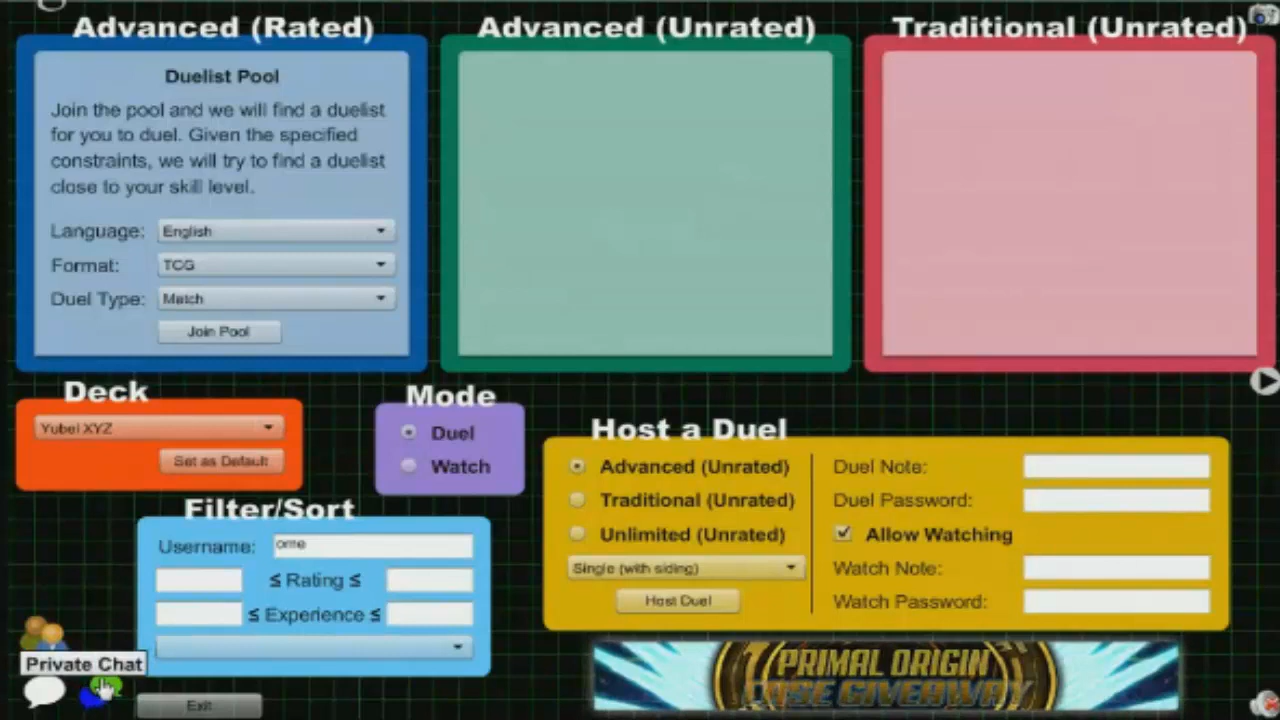 Advanced (Rated)
Advanced (Unrated)
Traditional (Unrated)
Duelist Pool
Join the pool and we will find a duelist
for you to duel. Given the specified
constraints, we will try to find a duelist
close to your skill level.
Language: English
Format: TCG
Duel Type: Match
Join Pool
Deck
Yubel XYZ
Set as Default
Mode
Duel
Watch
Filter/Sort
Username: ome
≤ Rating ≤
≤ Experience ≤
Host a Duel
Advanced (Unrated)
Traditional (Unrated)
Unlimited (Unrated)
Single (with siding)
Host Duel
Duel Note:
Duel Password:
Allow Watching
Watch Note:
Watch Password:
Private Chat
Exit
PRIMAL ORIGIN
CASE GIVEAWAY